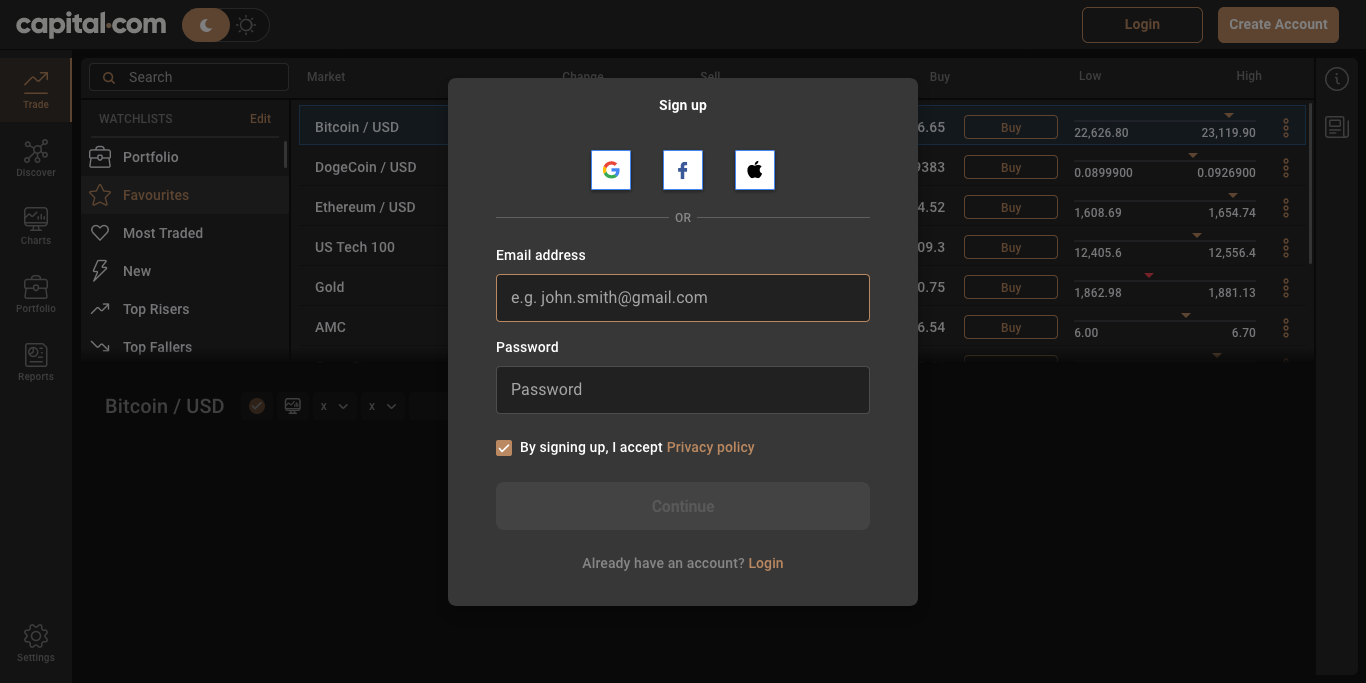 capital.com
Login
Create Account
Trade
Discover
Charts
Portfolio
Reports
Settings
Search
WATCHLISTS Edit
Portfolio
Favourites
Most Traded
New
Top Risers
Top Fallers
Market Change Sell Buy Low High
Bitcoin / USD 6.65 Buy 22,626.80 23,119.90
DogeCoin / USD 9383 Buy 0.0899900 0.0926900
Ethereum / USD 4.52 Buy 1,608.69 1,654.74
US Tech 100 09.3 Buy 12,405.6 12,556.4
Gold 0.75 Buy 1,862.98 1,881.13
AMC 6.54 Buy 6.00 6.70
Bitcoin / USD x x
Sign up
OR
Email address
e.g. john.smith@gmail.com
Password
Password
By signing up, I accept Privacy policy
Continue
Already have an account? Login